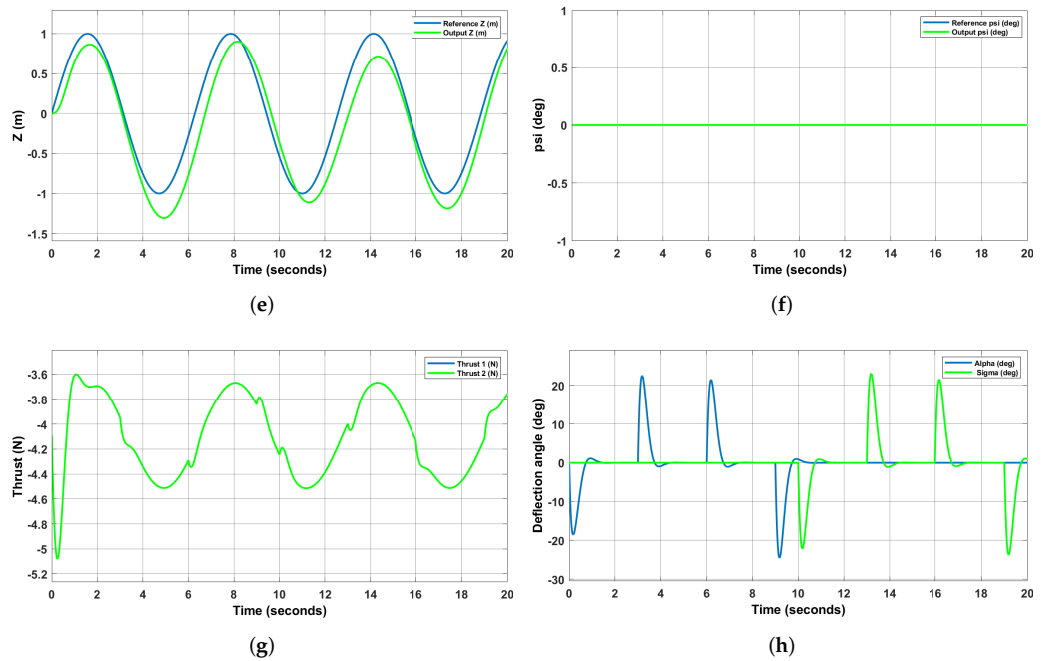 Reference Z (m)
Output Z (m)
1
0.5
0
-0.5
-1
-1.5
Z (m)
0 2 4 6 8 10 12 14 16 18 20
Time (seconds)
(e)
Reference psi (deg)
Output psi (deg)
1
0.5
0
-0.5
-1
psi (deg)
0 2 4 6 8 10 12 14 16 18 20
Time (seconds)
(f)
Thrust 1 (N)
Thrust 2 (N)
-3.6
-3.8
-4
-4.2
-4.4
-4.6
-4.8
-5
-5.2
Thrust (N)
0 2 4 6 8 10 12 14 16 18 20
Time (seconds)
(g)
Alpha (deg)
Sigma (deg)
20
10
0
-10
-20
-30
Deflection angle (deg)
0 2 4 6 8 10 12 14 16 18 20
Time (seconds)
(h)